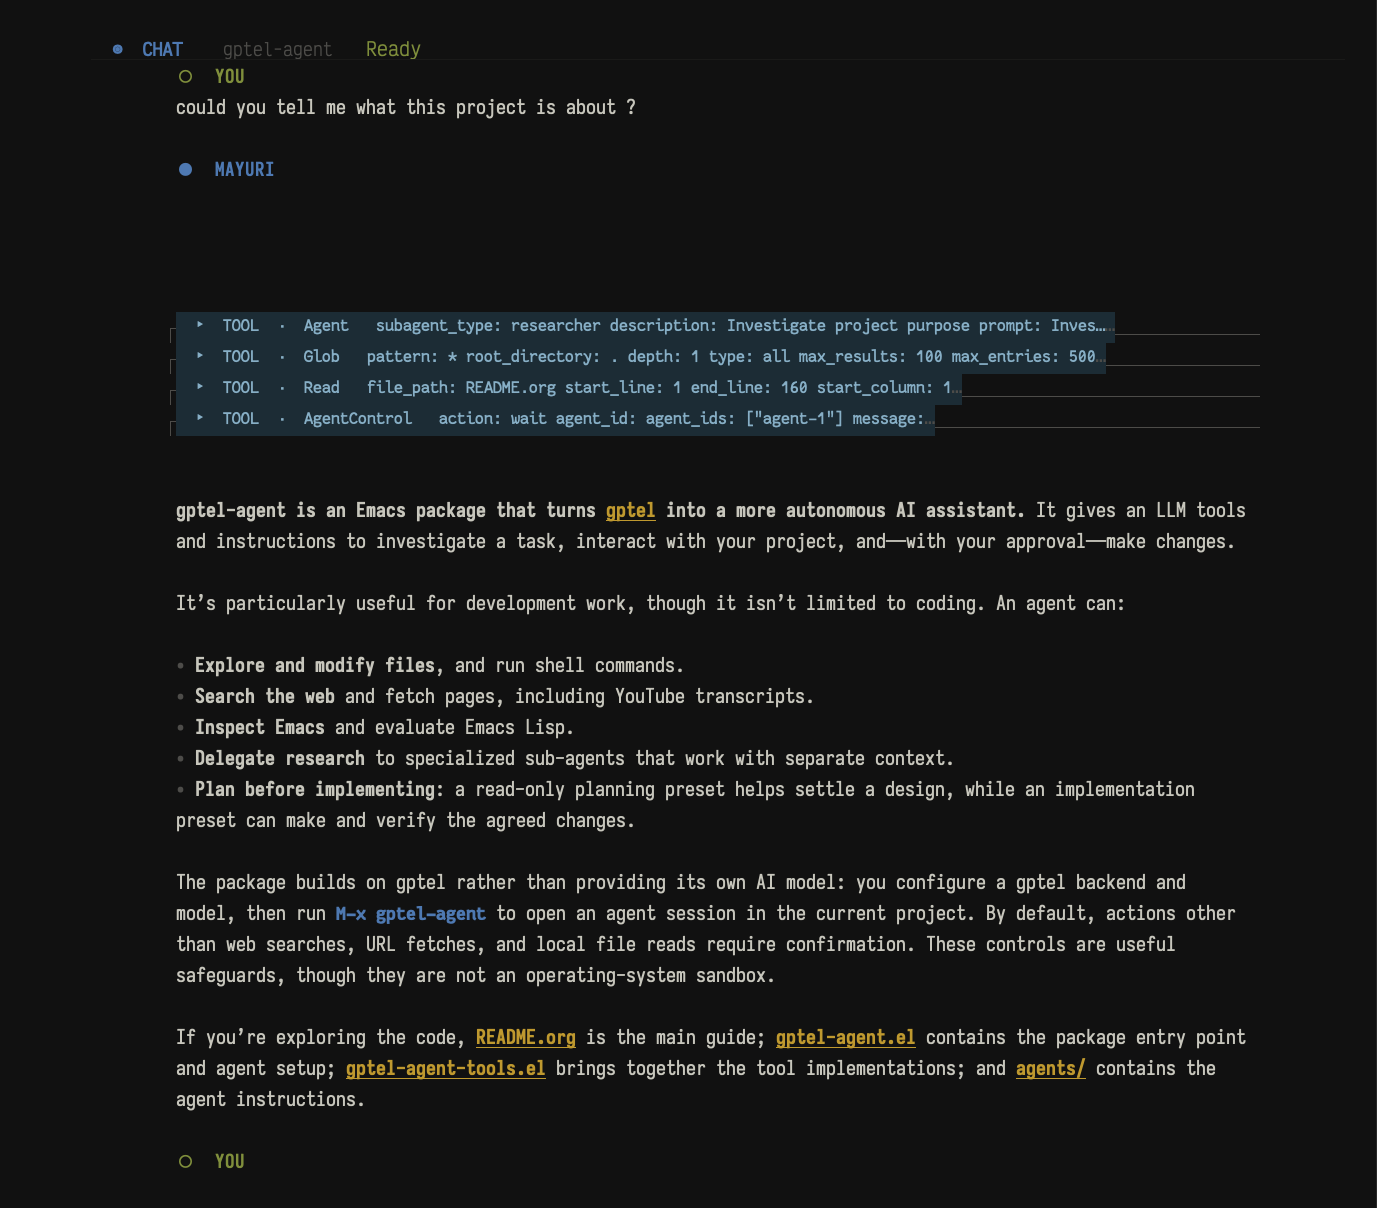 ● CHAT gptel-agent Ready
○ YOU
could you tell me what this project is about ?
● MAYURI
▸ TOOL · Agent subagent_type: researcher description: Investigate project purpose prompt: Inves……
▸ TOOL · Glob pattern: * root_directory: . depth: 1 type: all max_results: 100 max_entries: 500…
▸ TOOL · Read file_path: README.org start_line: 1 end_line: 160 start_column: 1…
▸ TOOL · AgentControl action: wait agent_id: agent_ids: ["agent-1"] message:…
gptel-agent is an Emacs package that turns gptel into a more autonomous AI assistant. It gives an LLM tools
and instructions to investigate a task, interact with your project, and——with your approval——make changes.
It’s particularly useful for development work, though it isn’t limited to coding. An agent can:
• Explore and modify files, and run shell commands.
• Search the web and fetch pages, including YouTube transcripts.
• Inspect Emacs and evaluate Emacs Lisp.
• Delegate research to specialized sub-agents that work with separate context.
• Plan before implementing: a read-only planning preset helps settle a design, while an implementation
preset can make and verify the agreed changes.
The package builds on gptel rather than providing its own AI model: you configure a gptel backend and
model, then run M-x gptel-agent to open an agent session in the current project. By default, actions other
than web searches, URL fetches, and local file reads require confirmation. These controls are useful
safeguards, though they are not an operating-system sandbox.
If you’re exploring the code, README.org is the main guide; gptel-agent.el contains the package entry point
and agent setup; gptel-agent-tools.el brings together the tool implementations; and agents/ contains the
agent instructions.
○ YOU